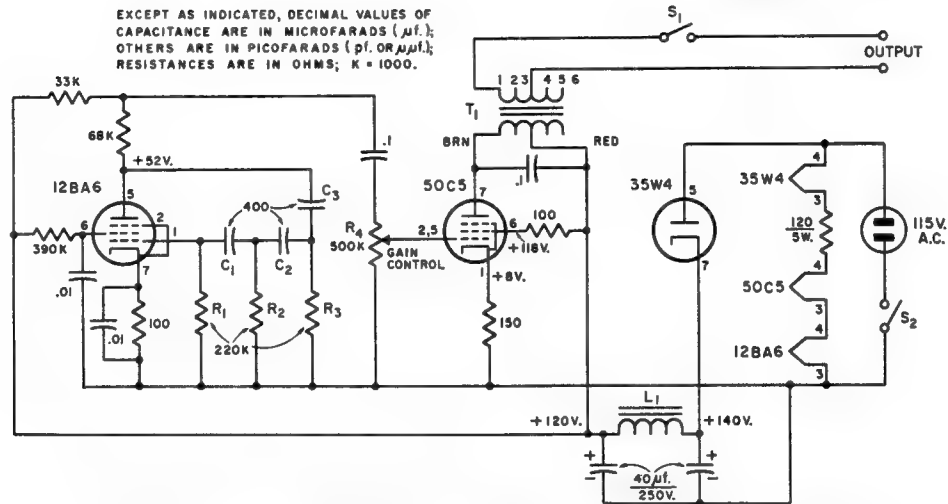 EXCEPT AS INDICATED, DECIMAL VALUES OF
CAPACITANCE ARE IN MICROFARADS (µf.);
OTHERS ARE IN PICOFARADS (pf. OR µµf.);
RESISTANCES ARE IN OHMS; K = 1000.
S1
OUTPUT
1 2 3 4 5 6
T1
BRN
RED
33K
68K
+52V.
12BA6
5
6
2
1
7
390K
.01
.01
100
400
C1
C2
C3
R1
R2
R3
220K
.1
R4
500K
GAIN
CONTROL
50C5
7
.1
2,5
6
100
+118V.
1
+8V.
150
35W4
5
7
4
35W4
3
120
5W.
4
50C5
3
4
12BA6
3
115V.
A.C.
S2
+120V.
L1
+140V.
+
-
40µf.
250V.
+
-